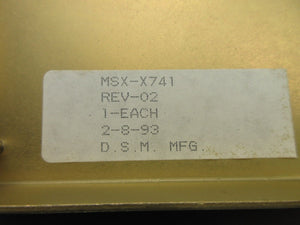 MSX-X741
REV-02
1-EACH
2-8-93
D.S.M. MFG.